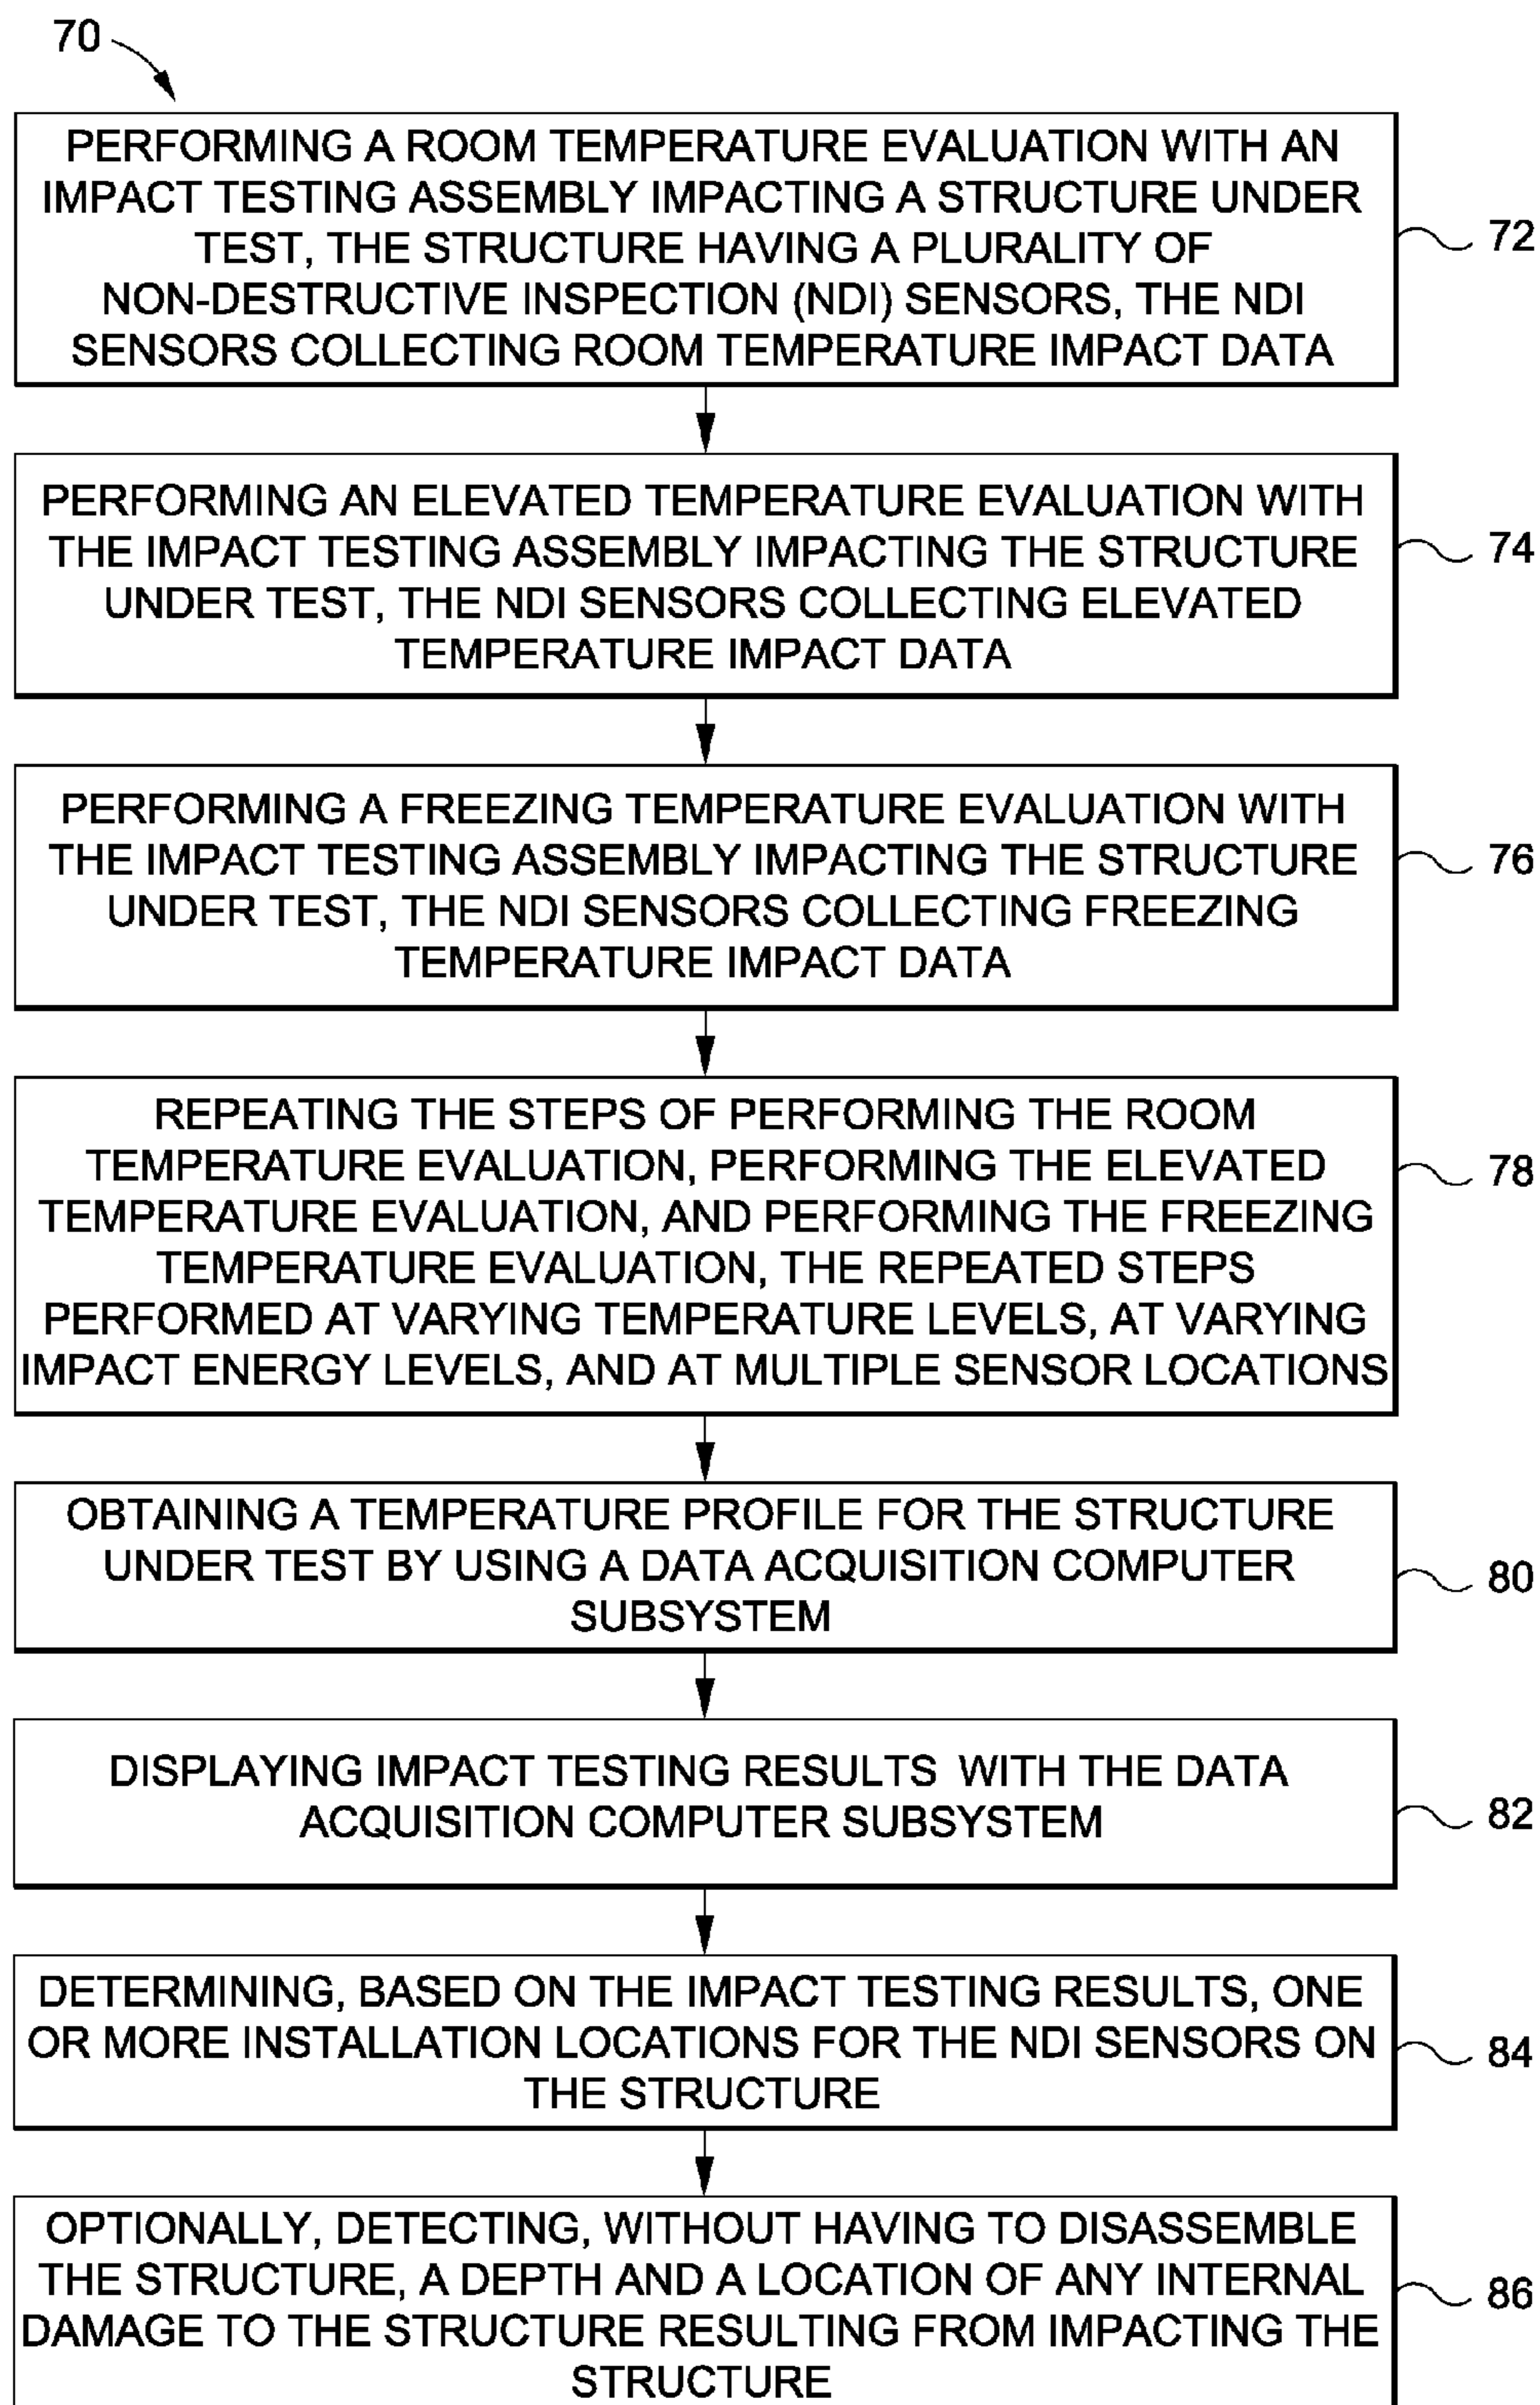 70
PERFORMING A ROOM TEMPERATURE EVALUATION WITH AN
IMPACT TESTING ASSEMBLY IMPACTING A STRUCTURE UNDER
TEST, THE STRUCTURE HAVING A PLURALITY OF
NON-DESTRUCTIVE INSPECTION (NDI) SENSORS, THE NDI
SENSORS COLLECTING ROOM TEMPERATURE IMPACT DATA
72
PERFORMING AN ELEVATED TEMPERATURE EVALUATION WITH
THE IMPACT TESTING ASSEMBLY IMPACTING THE STRUCTURE
UNDER TEST, THE NDI SENSORS COLLECTING ELEVATED
TEMPERATURE IMPACT DATA
74
PERFORMING A FREEZING TEMPERATURE EVALUATION WITH
THE IMPACT TESTING ASSEMBLY IMPACTING THE STRUCTURE
UNDER TEST, THE NDI SENSORS COLLECTING FREEZING
TEMPERATURE IMPACT DATA
76
REPEATING THE STEPS OF PERFORMING THE ROOM
TEMPERATURE EVALUATION, PERFORMING THE ELEVATED
TEMPERATURE EVALUATION, AND PERFORMING THE FREEZING
TEMPERATURE EVALUATION, THE REPEATED STEPS
PERFORMED AT VARYING TEMPERATURE LEVELS, AT VARYING
IMPACT ENERGY LEVELS, AND AT MULTIPLE SENSOR LOCATIONS
78
OBTAINING A TEMPERATURE PROFILE FOR THE STRUCTURE
UNDER TEST BY USING A DATA ACQUISITION COMPUTER
SUBSYSTEM
80
DISPLAYING IMPACT TESTING RESULTS WITH THE DATA
ACQUISITION COMPUTER SUBSYSTEM
82
DETERMINING, BASED ON THE IMPACT TESTING RESULTS, ONE
OR MORE INSTALLATION LOCATIONS FOR THE NDI SENSORS ON
THE STRUCTURE
84
OPTIONALLY, DETECTING, WITHOUT HAVING TO DISASSEMBLE
THE STRUCTURE, A DEPTH AND A LOCATION OF ANY INTERNAL
DAMAGE TO THE STRUCTURE RESULTING FROM IMPACTING THE
STRUCTURE
86